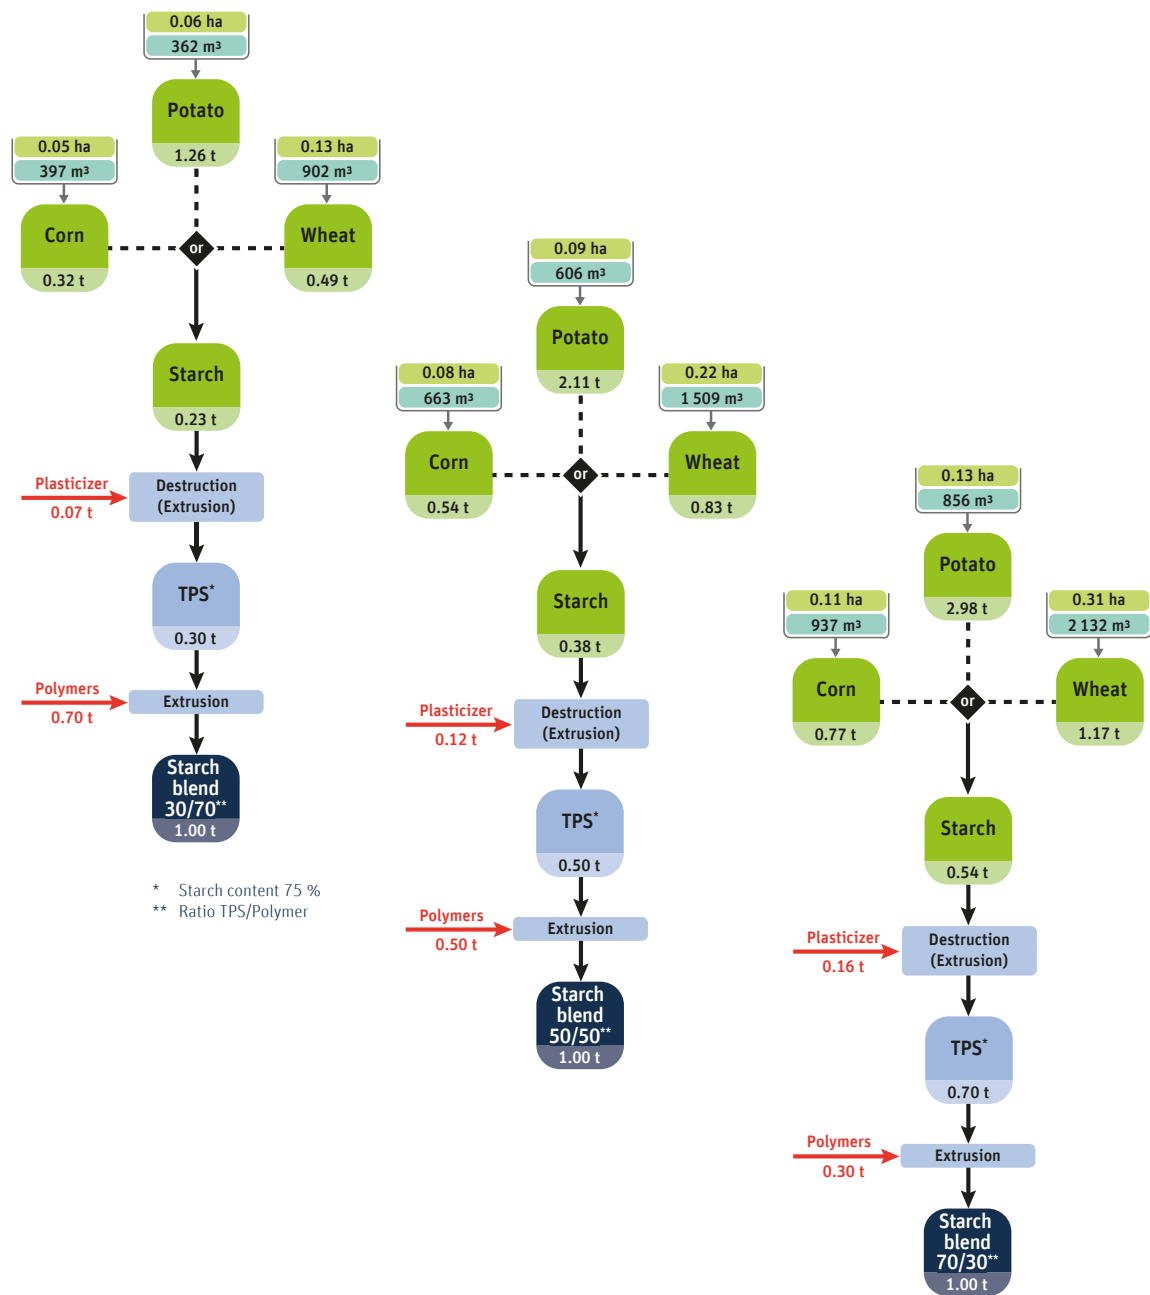 0.06 ha
362 m³
Potato
1.26 t
0.05 ha
397 m³
Corn
0.32 t
0.13 ha
902 m³
Wheat
0.49 t
or
Starch
0.23 t
Plasticizer
0.07 t
Destruction
(Extrusion)
TPS*
0.30 t
Polymers
0.70 t
Extrusion
Starch
blend
30/70**
1.00 t
* Starch content 75 %
** Ratio TPS/Polymer
0.09 ha
606 m³
Potato
2.11 t
0.08 ha
663 m³
Corn
0.54 t
0.22 ha
1 509 m³
Wheat
0.83 t
or
Starch
0.38 t
Plasticizer
0.12 t
Destruction
(Extrusion)
TPS*
0.50 t
Polymers
0.50 t
Extrusion
Starch
blend
50/50**
1.00 t
0.13 ha
856 m³
Potato
2.98 t
0.11 ha
937 m³
Corn
0.77 t
0.31 ha
2 132 m³
Wheat
1.17 t
or
Starch
0.54 t
Plasticizer
0.16 t
Destruction
(Extrusion)
TPS*
0.70 t
Polymers
0.30 t
Extrusion
Starch
blend
70/30**
1.00 t